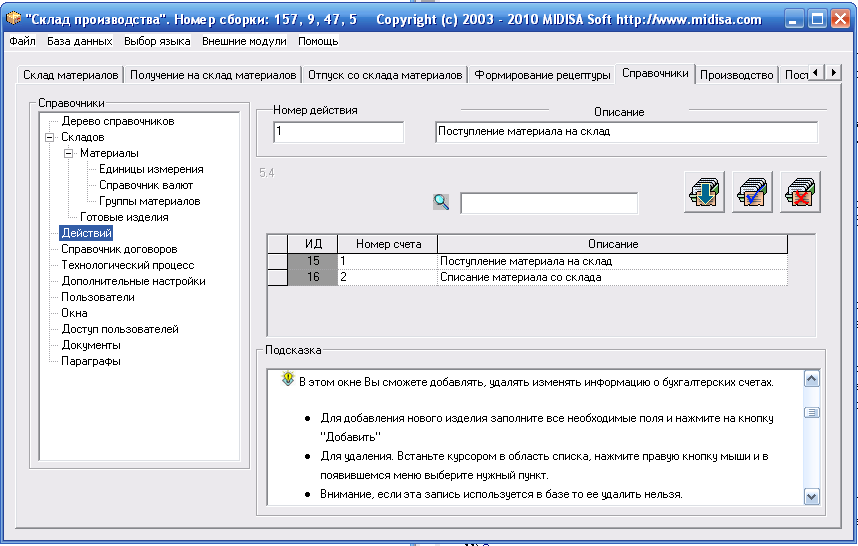 "Склад производства". Номер сборки: 157, 9, 47, 5 Copyright (c) 2003 - 2010 MIDISA Soft http://www.midisa.com
Файл База данных Выбор языка Внешние модули Помощь
Склад материалов Получение на склад материалов Отпуск со склада материалов Формирование рецептуры Справочники Производство Пост
Справочники
Дерево справочников
Складов
Материалы
Единицы измерения
Справочник валют
Группы материалов
Готовые изделия
Действий
Справочник договоров
Технологический процесс
Дополнительные настройки
Пользователи
Окна
Доступ пользователей
Документы
Параграфы
Номер действия Описание
1 Поступление материала на склад
5.4
ИД Номер счета Описание
15 1 Поступление материала на склад
16 2 Списание материала со склада
Подсказка
В этом окне Вы сможете добавлять, удалять изменять информацию о бухгалтерских счетах.
• Для добавления нового изделия заполните все необходимые поля и нажмите на кнопку
"Добавить"
• Для удаления. Встаньте курсором в область списка, нажмите правую кнопку мыши и в
появившемся меню выберите нужный пункт.
• Внимание, если эта запись используется в базе то ее удалить нельзя.